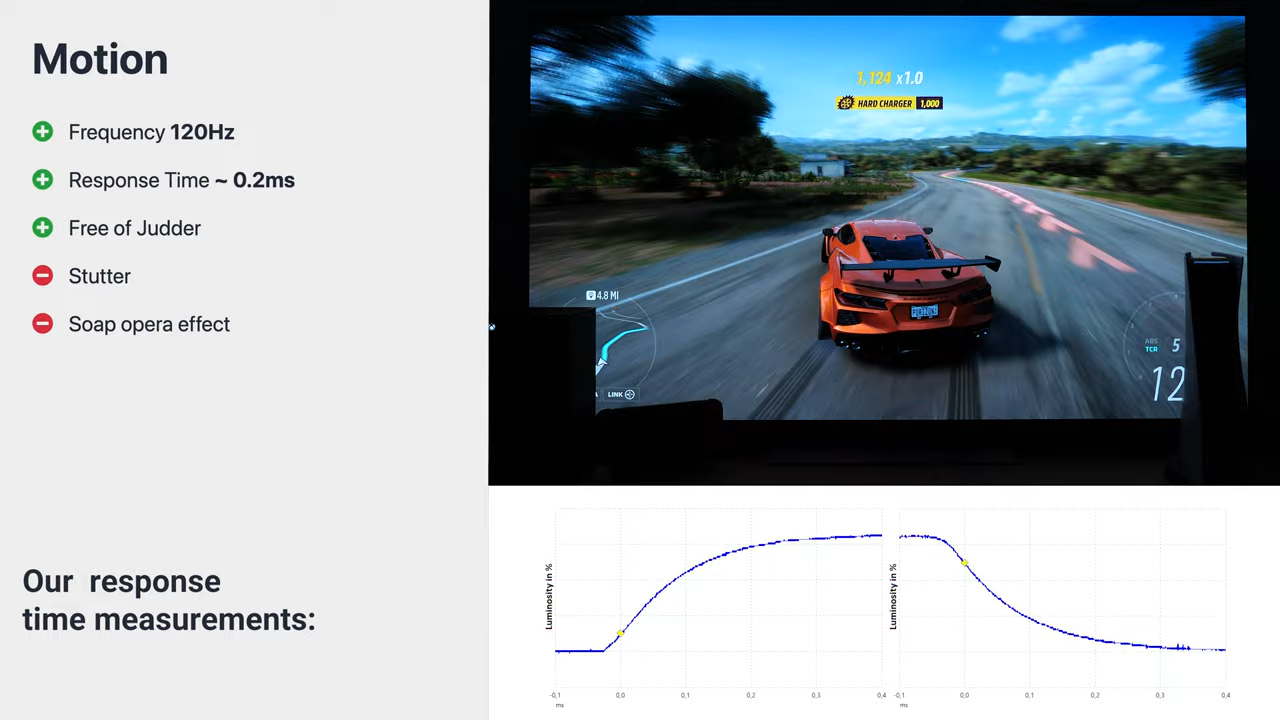 Motion
Frequency 120Hz
Response Time ~ 0.2ms
Free of Judder
Stutter
Soap opera effect
Our response
time measurements:
1,124 x1.0
HARD CHARGER 1,000
4.8 MI
LINK
ABS
TCR
5
12
Luminosity in %
-0,1 0,0 0,1 0,2 0,3 0,4
ms
Luminosity in %
-0,1 0,0 0,1 0,2 0,3 0,4
ms